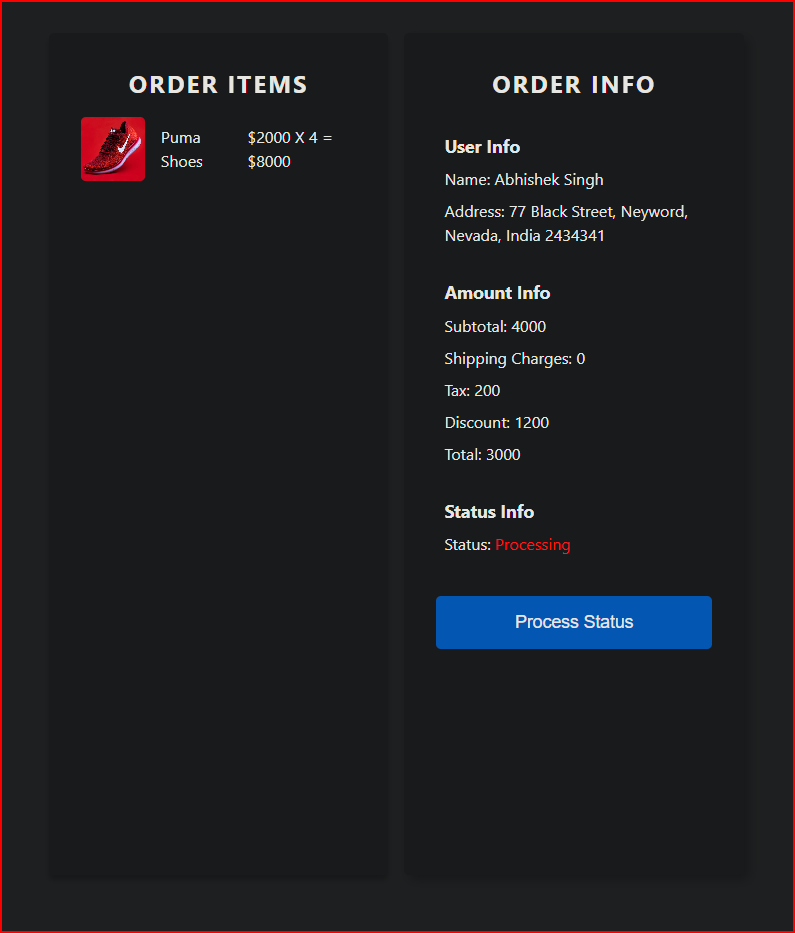 ORDER ITEMS
Puma
Shoes
$2000 X 4 =
$8000
ORDER INFO
User Info
Name: Abhishek Singh
Address: 77 Black Street, Neyword,
Nevada, India 2434341
Amount Info
Subtotal: 4000
Shipping Charges: 0
Tax: 200
Discount: 1200
Total: 3000
Status Info
Status: Processing
Process Status